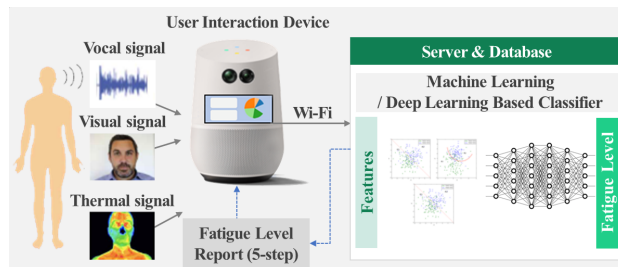 User Interaction Device
Vocal signal
Visual signal
Thermal signal
Wi-Fi
Fatigue Level
Report (5-step)
Server & Database
Machine Learning
/ Deep Learning Based Classifier
Features
Fatigue Level